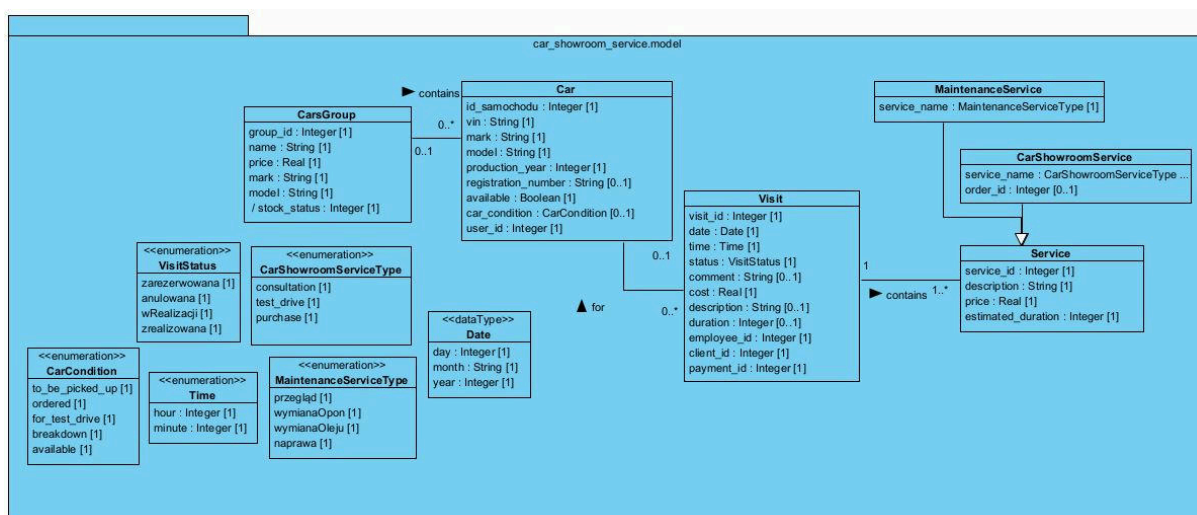 car_showroom_service.model
contains
0..*
0..1
CarsGroup
group_id : Integer [1]
name : String [1]
price : Real [1]
mark : String [1]
model : String [1]
/ stock_status : Integer [1]
Car
id_samochodu : Integer [1]
vin : String [1]
mark : String [1]
model : String [1]
production_year : Integer [1]
registration_number : String [0..1]
available : Boolean [1]
car_condition : CarCondition [0..1]
user_id : Integer [1]
0..1
for
0..*
Visit
visit_id : Integer [1]
date : Date [1]
time : Time [1]
status : VisitStatus [1]
comment : String [0..1]
cost : Real [1]
description : String [0..1]
duration : Integer [0..1]
employee_id : Integer [1]
client_id : Integer [1]
payment_id : Integer [1]
1
contains
1..*
MaintenanceService
service_name : MaintenanceServiceType [1]
CarShowroomService
service_name : CarShowroomServiceType ...
order_id : Integer [0..1]
Service
service_id : Integer [1]
description : String [1]
price : Real [1]
estimated_duration : Integer [1]
<<enumeration>>
VisitStatus
zarezerwowana [1]
anulowana [1]
wRealizacji [1]
zrealizowana [1]
<<enumeration>>
CarShowroomServiceType
consultation [1]
test_drive [1]
purchase [1]
<<dataType>>
Date
day : Integer [1]
month : String [1]
year : Integer [1]
<<enumeration>>
CarCondition
to_be_picked_up [1]
ordered [1]
for_test_drive [1]
breakdown [1]
available [1]
<<enumeration>>
Time
hour : Integer [1]
minute : Integer [1]
<<enumeration>>
MaintenanceServiceType
przegląd [1]
wymianaOpon [1]
wymianaOleju [1]
naprawa [1]